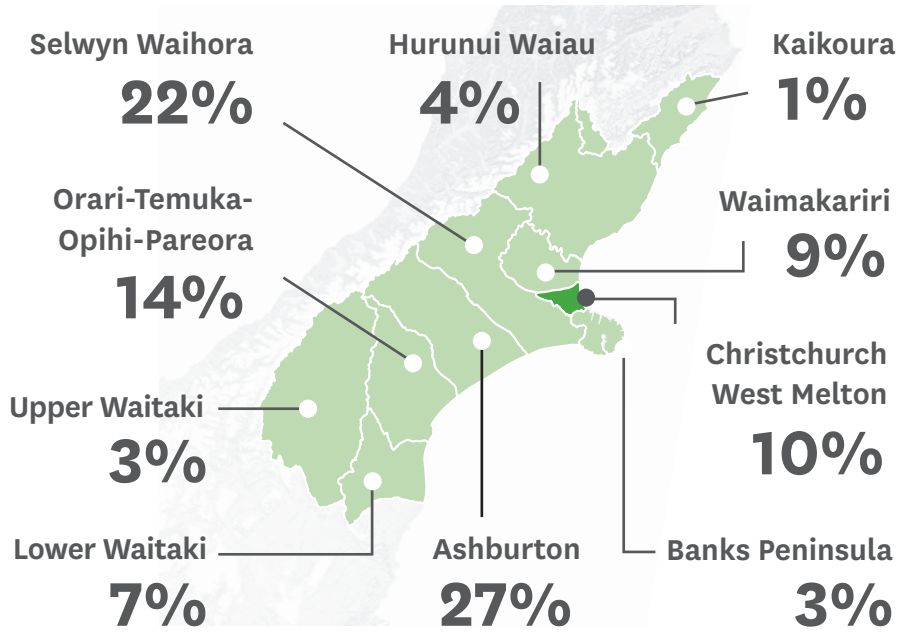 Selwyn Waihora
22%
Hurunui Waiau
4%
Kaikoura
1%
Orari-Temuka-
Opihi-Pareora
14%
Waimakariri
9%
Christchurch
West Melton
10%
Upper Waitaki
3%
Lower Waitaki
7%
Ashburton
27%
Banks Peninsula
3%